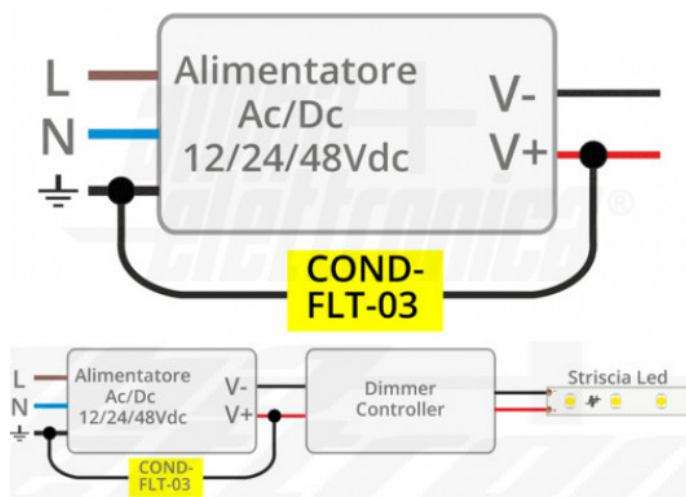 L
N
Alimentatore
Ac/Dc
12/24/48Vdc
V-
V+
COND-
FLT-03
L
N
Alimentatore
Ac/Dc
12/24/48Vdc
V-
V+
COND-
FLT-03
Dimmer
Controller
Striscia Led